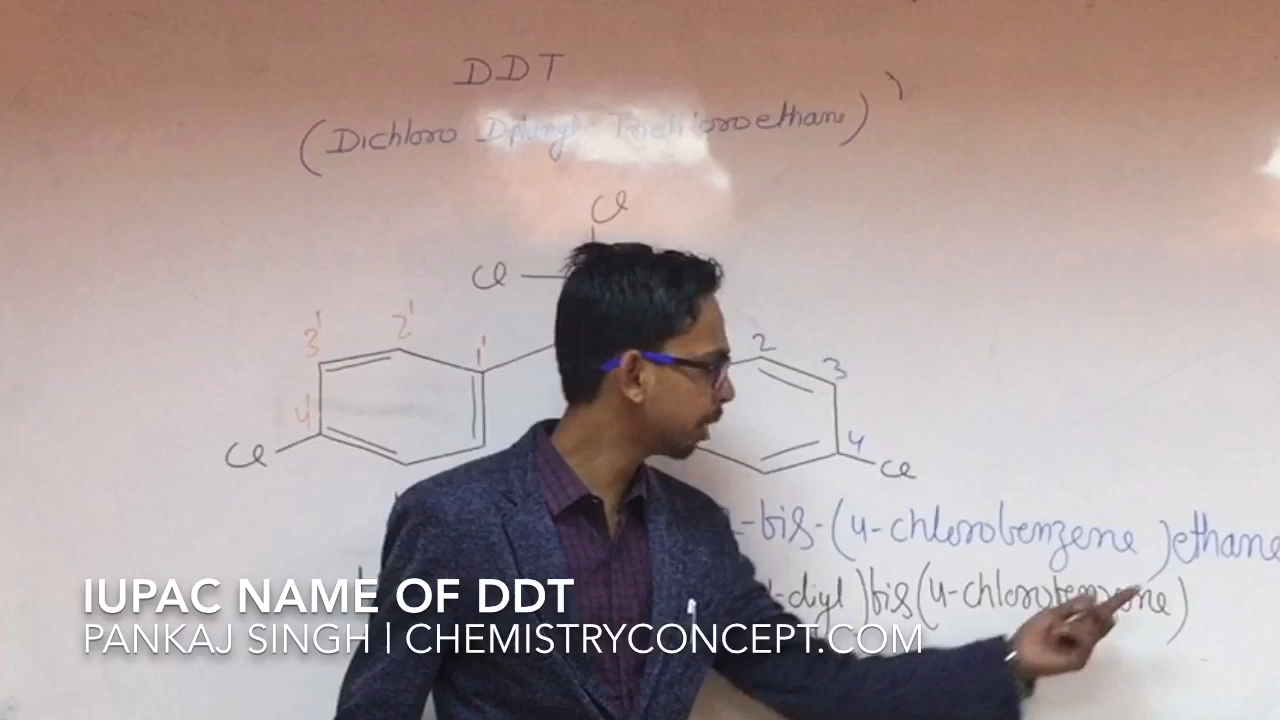 DDT
(Dichloro Diphenyl Trichloroethane)
Cl
Cl
3' 2' 1' 2 3
4 4
Cl Cl
-bis-(4-chlorobenzene)ethane
-diyl)bis(4-chlorobenzene)
IUPAC NAME OF DDT
PANKAJ SINGH | CHEMISTRYCONCEPT.COM